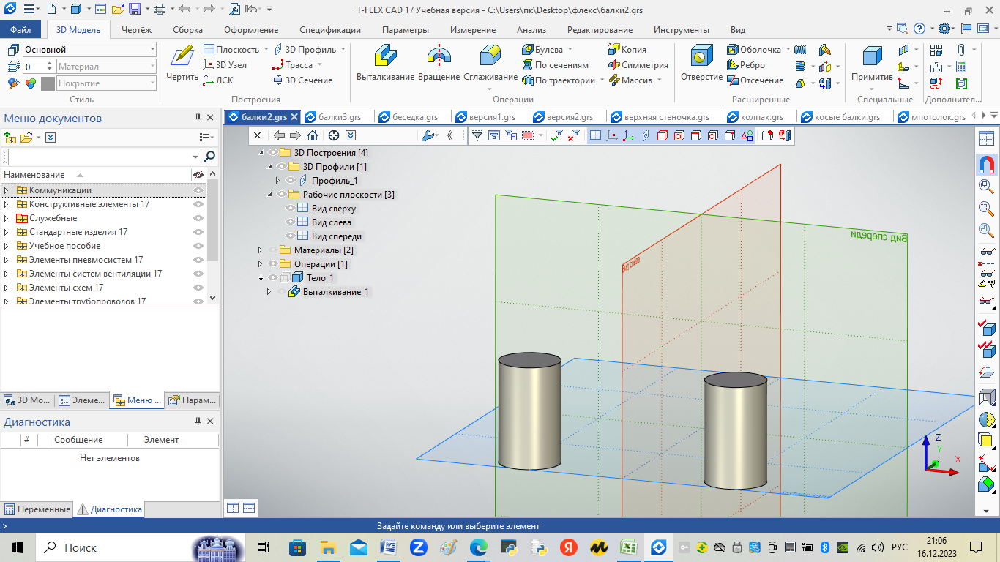 T-FLEX CAD 17 Учебная версия - C:\Users\пк\Desktop\флекс\балки2.grs
Файл 3D Модель Чертёж Сборка Оформление Спецификации Параметры Измерение Анализ Редактирование Инструменты Вид
Основной
0 Материал
Покрытие
Стиль
Чертить
Плоскость
3D Узел
ЛСК
3D Профиль
Трасса
3D Сечение
Построения
Выталкивание Вращение Сглаживание
Булева
По сечениям
По траектории
Копия
Симметрия
Массив
Операции
Отверстие
Оболочка
Ребро
Отсечение
Расширенные
Примитив
Специальные
Дополнител...
Меню документов
балки2.grs балки3.grs беседка.grs версия1.grs версия2.grs верхняя стеночка.grs колпак.grs косые балки.grs мпотолок.grs
Наименование
Коммуникации
Конструктивные элементы 17
Служебные
Стандартные изделия 17
Учебное пособие
Элементы пневмосистем 17
Элементы систем вентиляции 17
Элементы схем 17
Элементы трубопроводов 17
3D Мо... Элеме... Меню ... Парам...
3D Построения [4]
3D Профили [1]
Профиль_1
Рабочие плоскости [3]
Вид сверху
Вид слева
Вид спереди
Материалы [2]
Операции [1]
Тело_1
Выталкивание_1
Вид спереди
Вид слева
Z
Y
X
Диагностика
# Сообщение Элемент
Нет элементов
Переменные Диагностика
> Задайте команду или выберите элемент
Поиск
РУС
21:06
16.12.2023